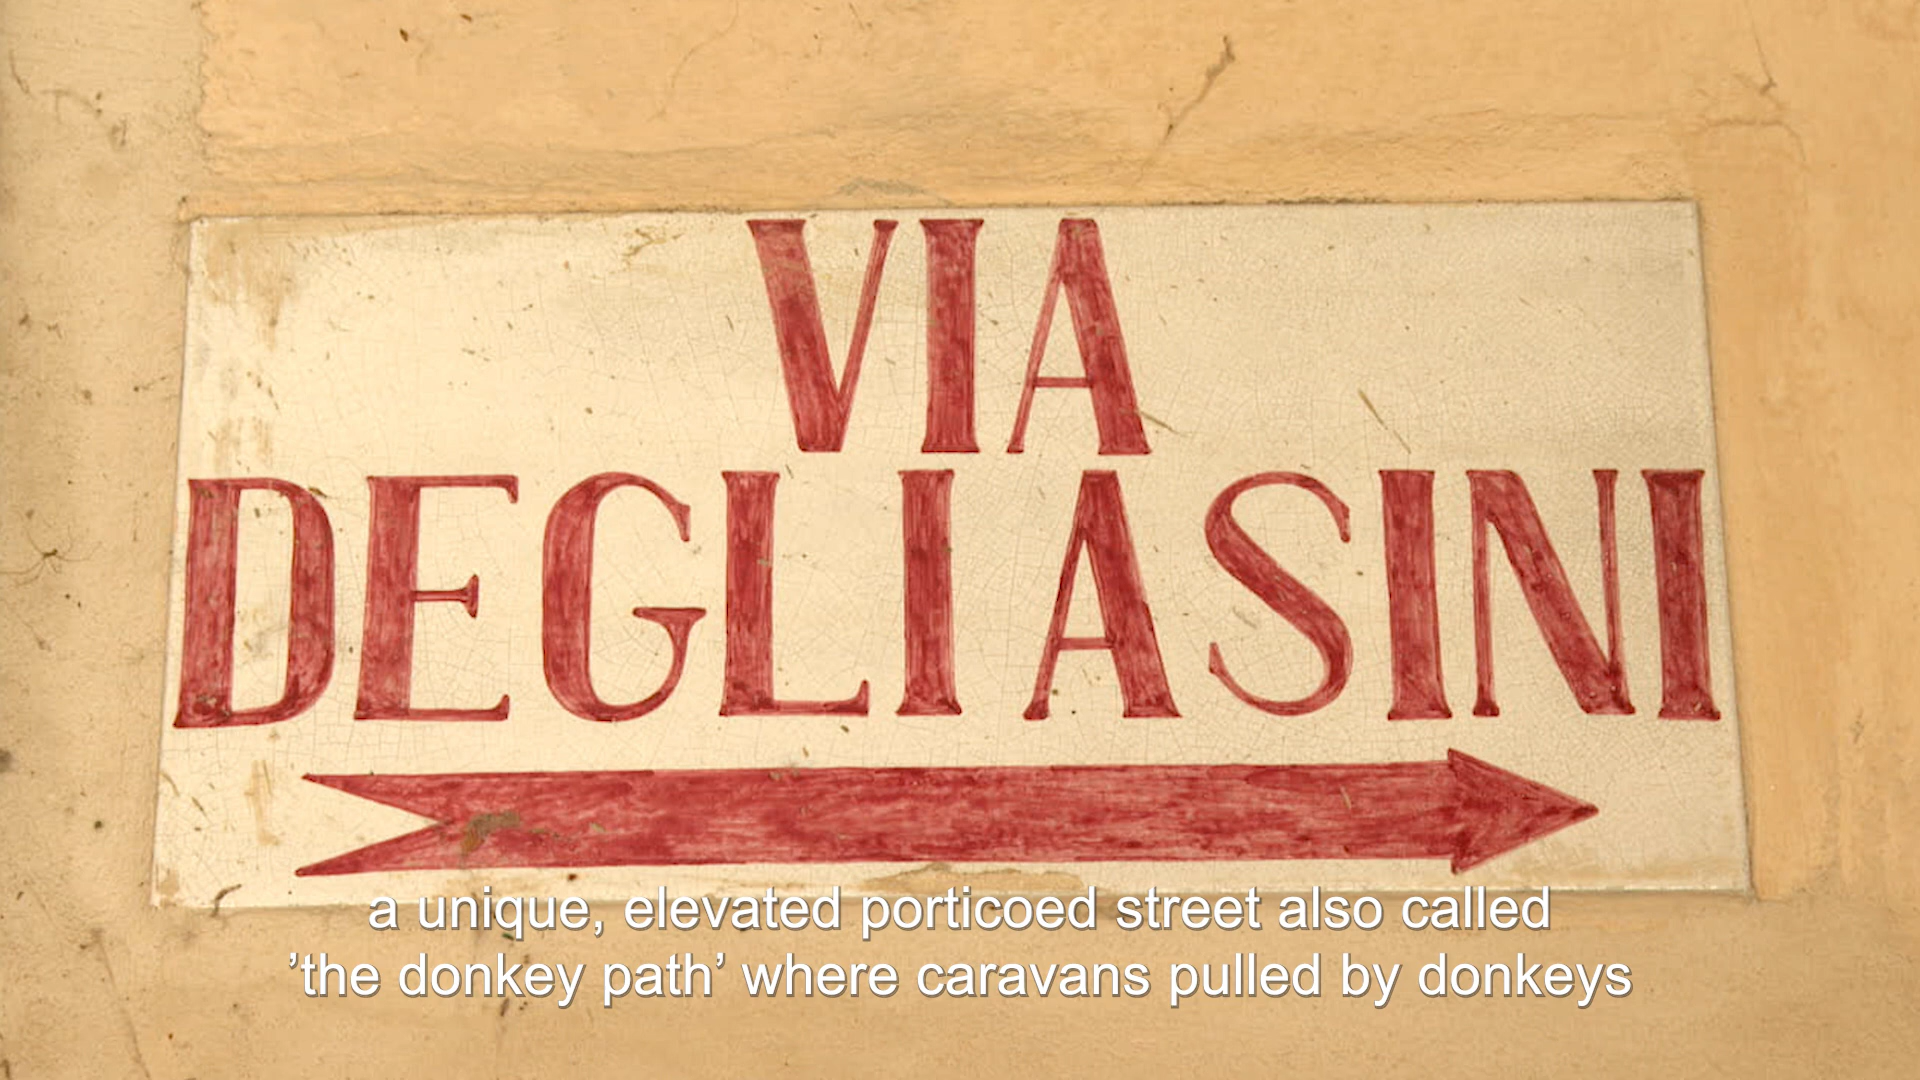 VIA
DEGLI ASINI
a unique, elevated porticoed street also called
’the donkey path’ where caravans pulled by donkeys